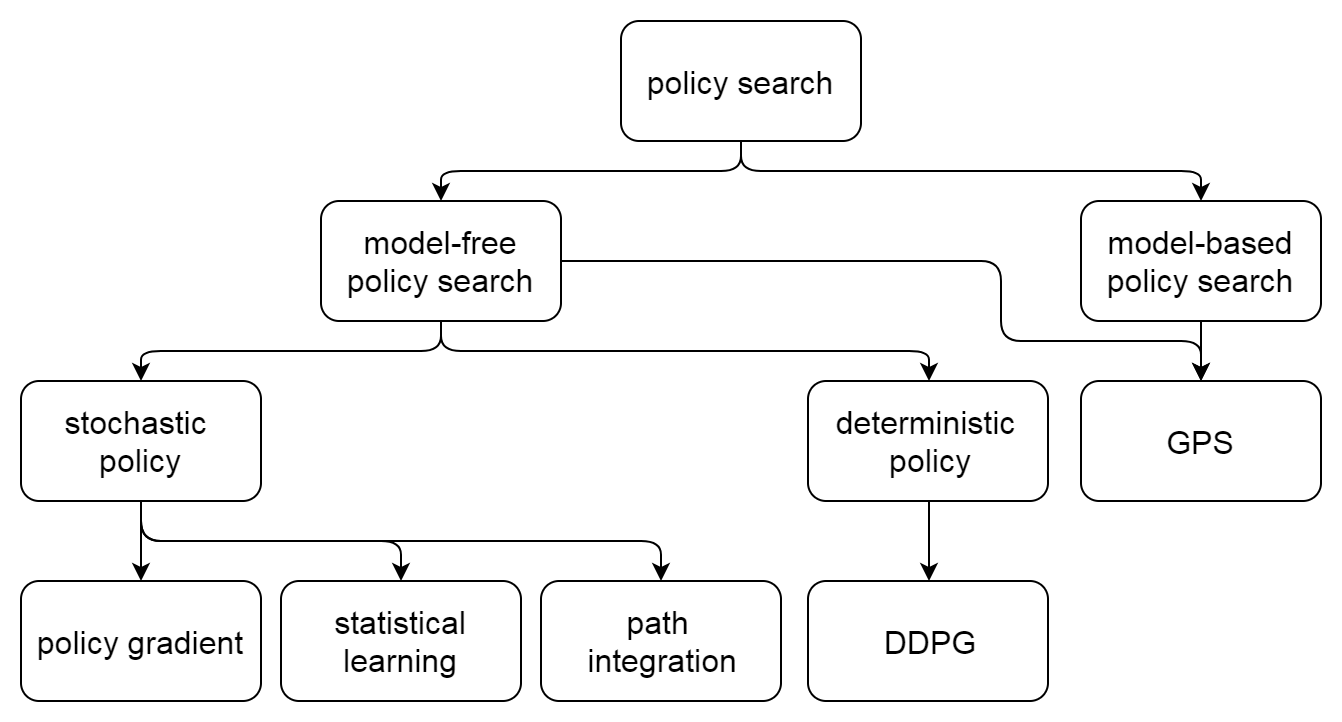 policy search
model-free
policy search
model-based
policy search
stochastic
policy
deterministic
policy
GPS
policy gradient
statistical
learning
path
integration
DDPG